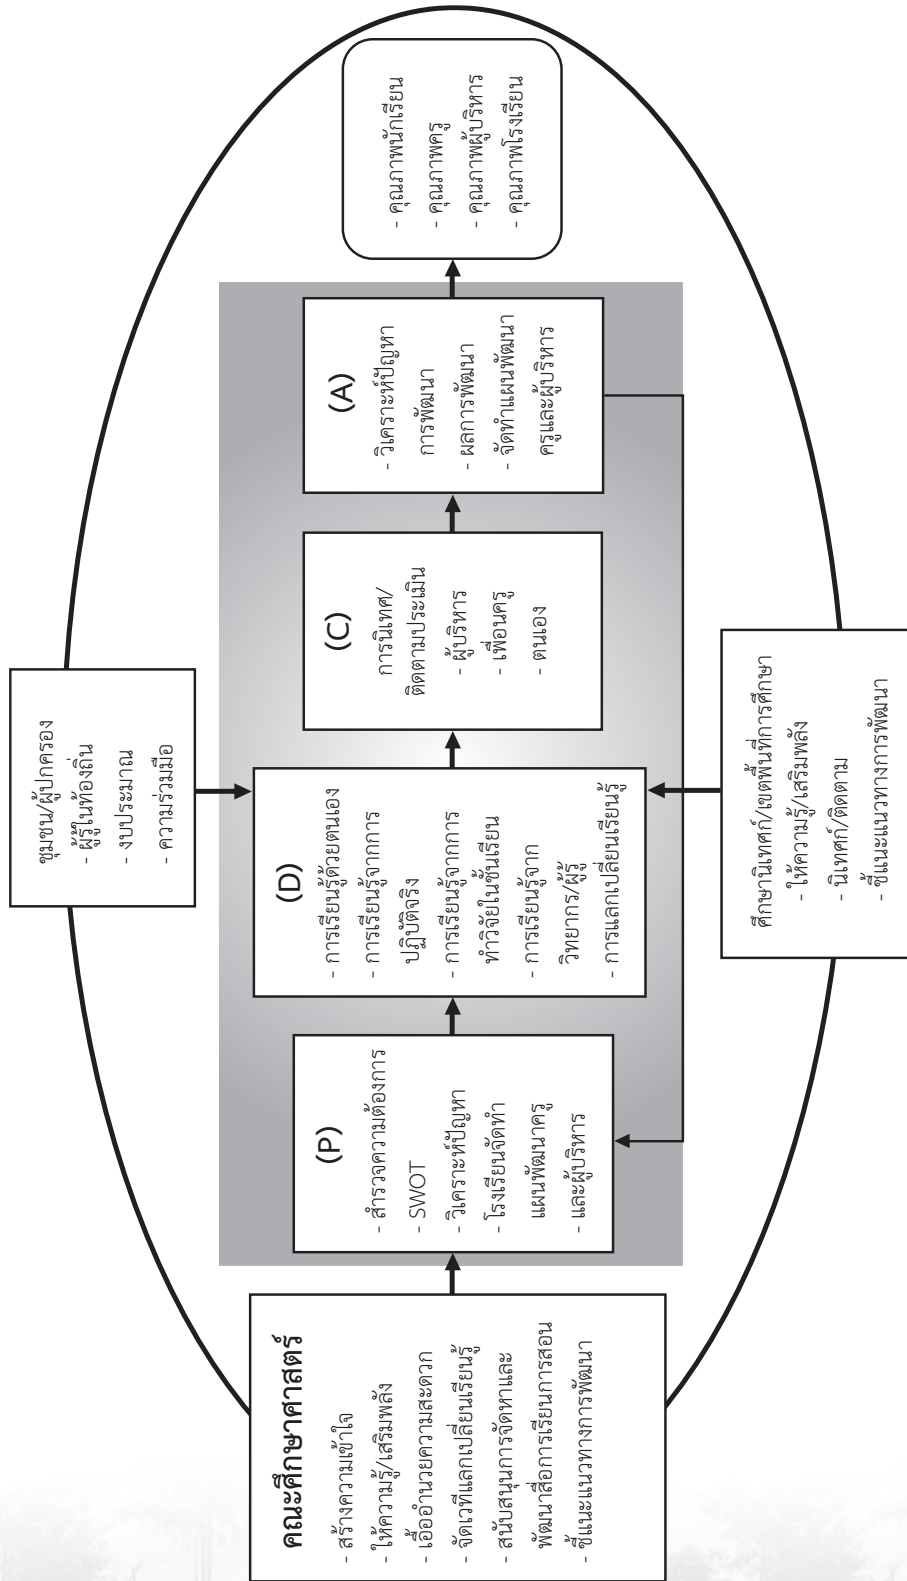 คณะศึกษาศาสตร์
- สร้างความเข้าใจ
- ให้ความรู้/เสริมพลัง
- เอื้ออำนวยความสะดวก
- จัดเวทีแลกเปลี่ยนเรียนรู้
- สนับสนุนการจัดหาและ
พัฒนาสื่อการเรียนการสอน
- ชี้แนะแนวทางการพัฒนา
ชุมชน/ผู้ปกครอง
- ผู้รู้ในท้องถิ่น
- งบประมาณ
- ความร่วมมือ
(P)
- สำรวจความต้องการ
- SWOT
- วิเคราะห์ปัญหา
- โรงเรียนจัดทำ
แผนพัฒนาครู
- และผู้บริหาร
(D)
- การเรียนรู้ด้วยตนเอง
- การเรียนรู้จากการ
ปฏิบัติจริง
- การเรียนรู้จากการ
ทำวิจัยในชั้นเรียน
- การเรียนรู้จาก
วิทยากร/ผู้รู้
- การแลกเปลี่ยนเรียนรู้
(C)
การนิเทศ/
ติดตามประเมิน
- ผู้บริหาร
- เพื่อนครู
- ตนเอง
(A)
- วิเคราะห์ปัญหา
การพัฒนา
- ผลการพัฒนา
- จัดทำแผนพัฒนา
ครูและผู้บริหาร
- คุณภาพนักเรียน
- คุณภาพครู
- คุณภาพผู้บริหาร
- คุณภาพโรงเรียน
ศึกษานิเทศก์/เขตพื้นที่การศึกษา
- ให้ความรู้/เสริมพลัง
- นิเทศก์/ติดตาม
- ชี้แนะแนวทางการพัฒนา